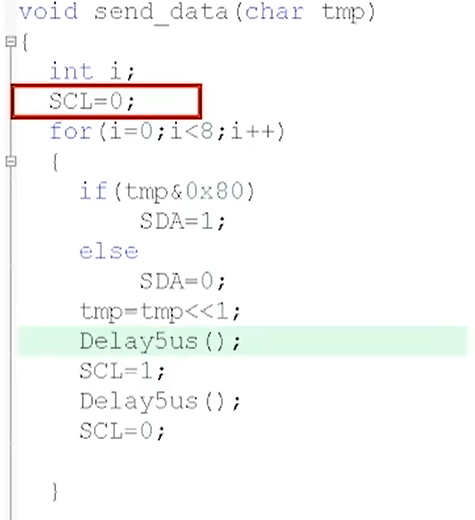 void send_data(char tmp)
{
int i;
SCL=0;
for(i=0;i<8;i++)
{
if(tmp&0x80)
SDA=1;
else
SDA=0;
tmp=tmp<<1;
Delay5us();
SCL=1;
Delay5us();
SCL=0;
}